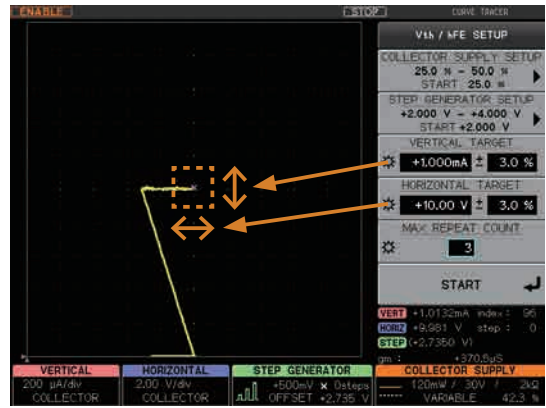 ENABLE
STOP
CURVE TRACER
Vth / hFE SETUP
COLLECTOR SUPPLY SETUP
25.0 % - 50.0 %
START 25.0 %
STEP GENERATOR SETUP
+2.000 V - +4.000 V
START +2.000 V
VERTICAL TARGET
+1.000mA ± 3.0 %
HORIZONTAL TARGET
+10.00 V ± 3.0 %
MAX REPEAT COUNT
3
START
VERT +1.0132mA index: 96
HORIZ +9.981 V step : 0
STEP (+2.7350 V)
gm : +370.8µS
VERTICAL
200 µA/div
COLLECTOR
HORIZONTAL
2.00 V/div
COLLECTOR
STEP GENERATOR
+500mV × 0steps
OFFSET +2.735 V
COLLECTOR SUPPLY
120mW / 30V / 2kΩ
VARIABLE 42.3 %